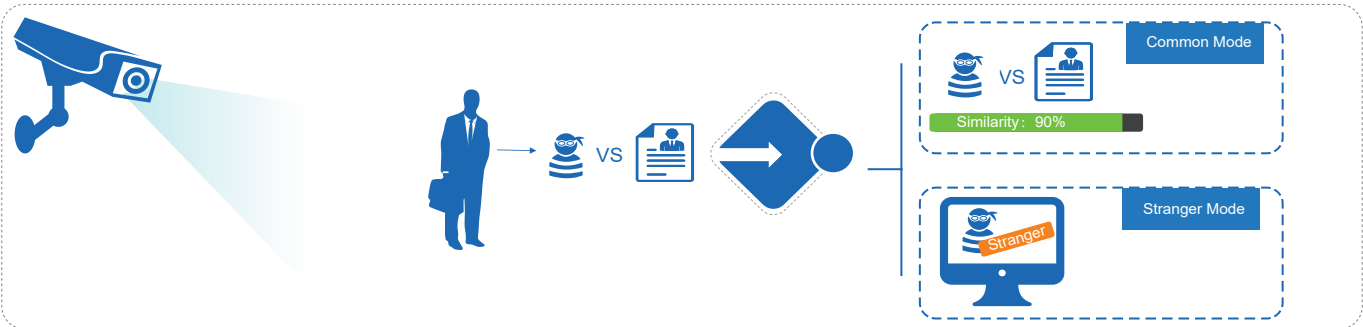 VS
Common Mode
VS
Similarity： 90%
Stranger Mode
Stranger